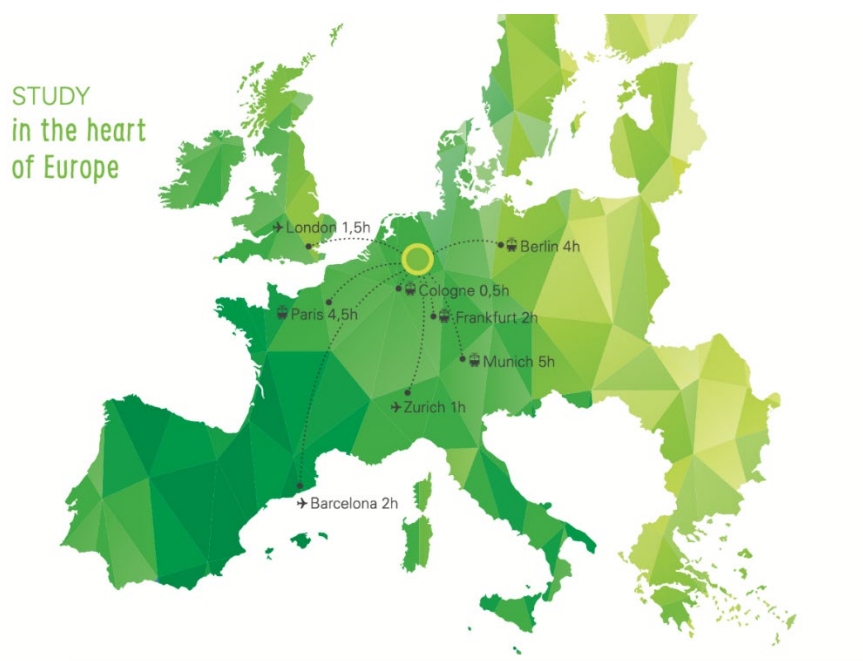 STUDY
in the heart
of Europe
London 1,5h
Berlin 4h
Cologne 0,5h
Paris 4,5h
Frankfurt 2h
Munich 5h
Zurich 1h
Barcelona 2h